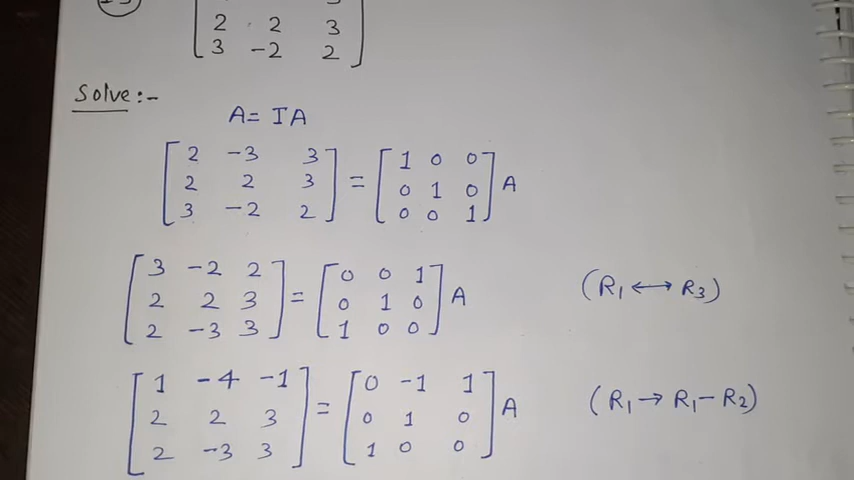 2 2 3
3 -2 2
Solve :-
A = IA
2 -3 3 1 0 0
2 2 3 = 0 1 0 A
3 -2 2 0 0 1
3 -2 2 0 0 1
2 2 3 = 0 1 0 A (R₁ ↔ R₃)
2 -3 3 1 0 0
1 -4 -1 0 -1 1
2 2 3 = 0 1 0 A (R₁ → R₁ - R₂)
2 -3 3 1 0 0